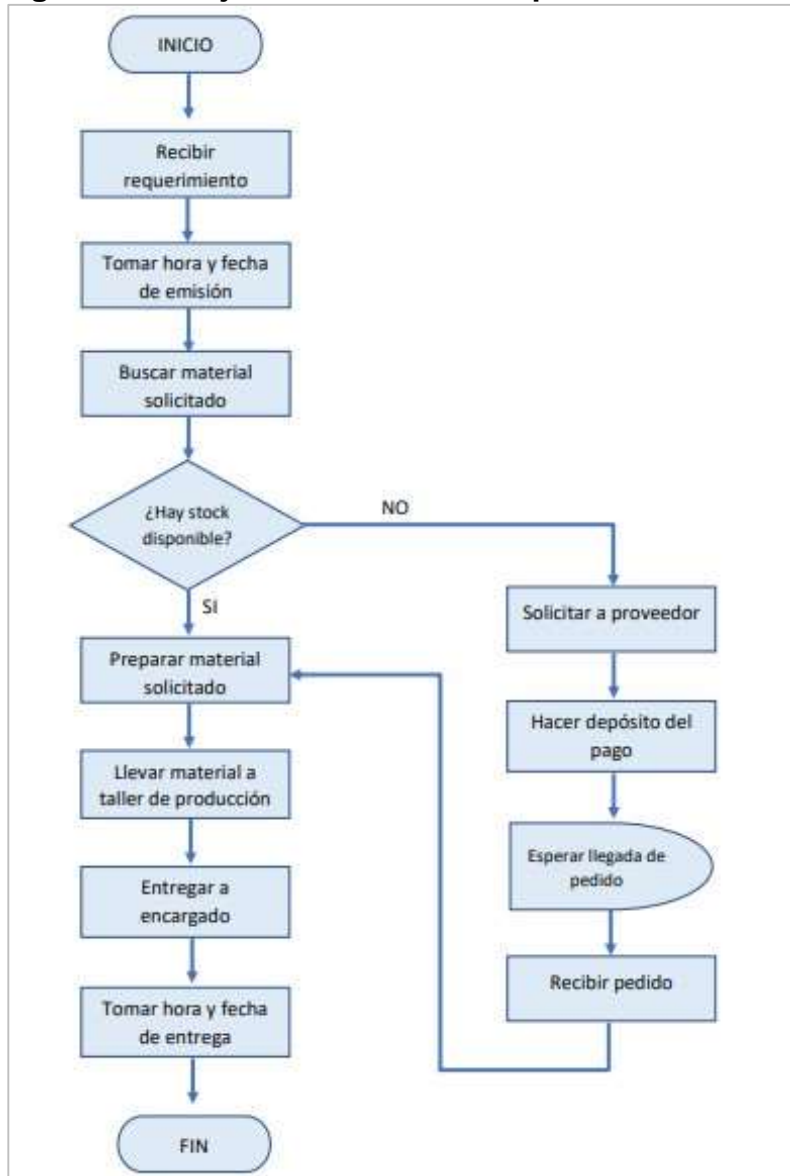 INICIO
Recibir
requerimiento
Tomar hora y fecha
de emisión
Buscar material
solicitado
¿Hay stock
disponible?
NO
SI
Preparar material
solicitado
Llevar material a
taller de producción
Entregar a
encargado
Tomar hora y fecha
de entrega
FIN
Solicitar a proveedor
Hacer depósito del
pago
Esperar llegada de
pedido
Recibir pedido